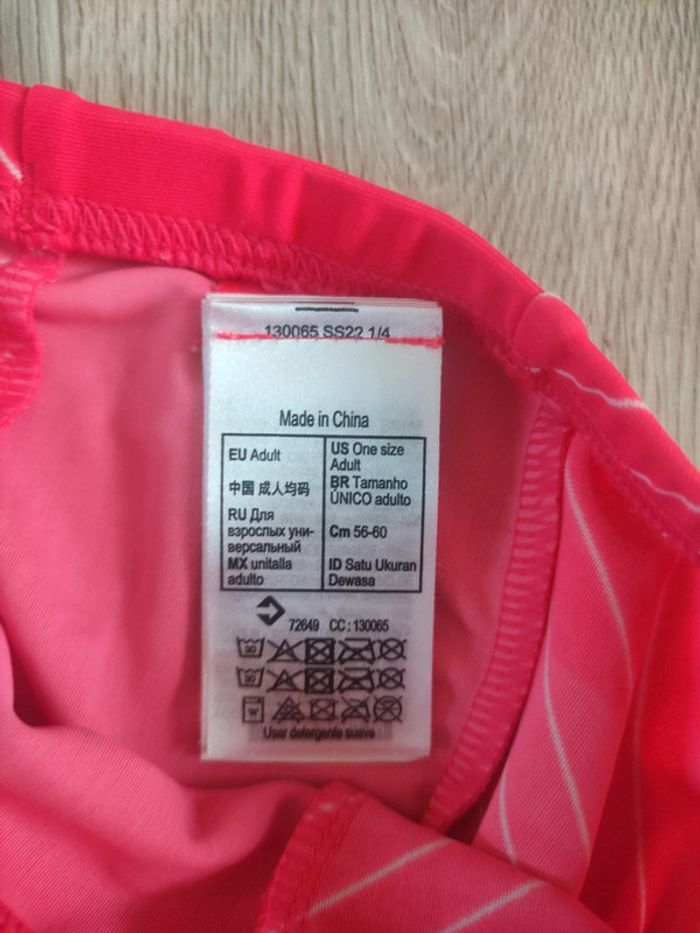 130065 SS22 1/4
Made in China
EU Adult
US One size
Adult
中国 成人均码
BR Tamanho
ÚNICO adulto
RU Для
взрослых уни-
версальный
Cm 56-60
MX unitalla
adulto
ID Satu Ukuran
Dewasa
72649 CC : 130065
30
30
Usar detergente suave